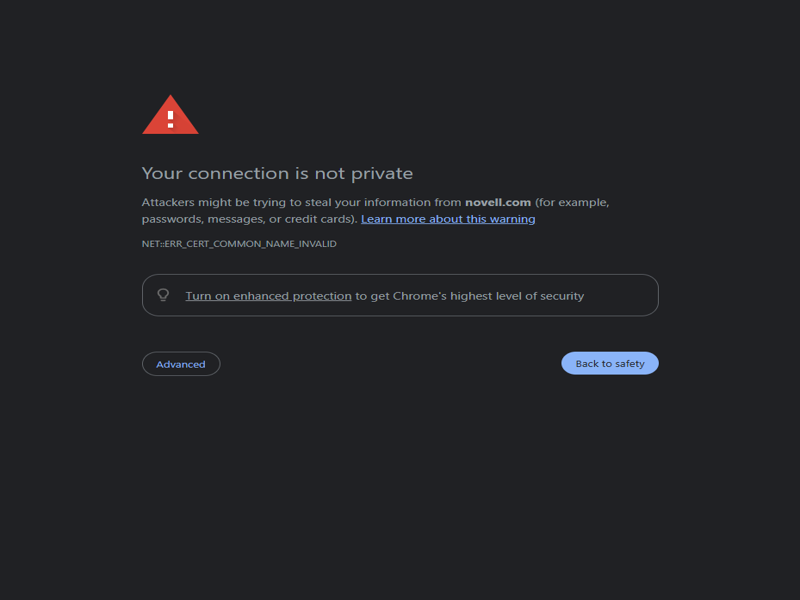 Your connection is not private
Attackers might be trying to steal your information from novell.com (for example,
passwords, messages, or credit cards). Learn more about this warning
NET::ERR_CERT_COMMON_NAME_INVALID
Turn on enhanced protection to get Chrome's highest level of security
Advanced
Back to safety